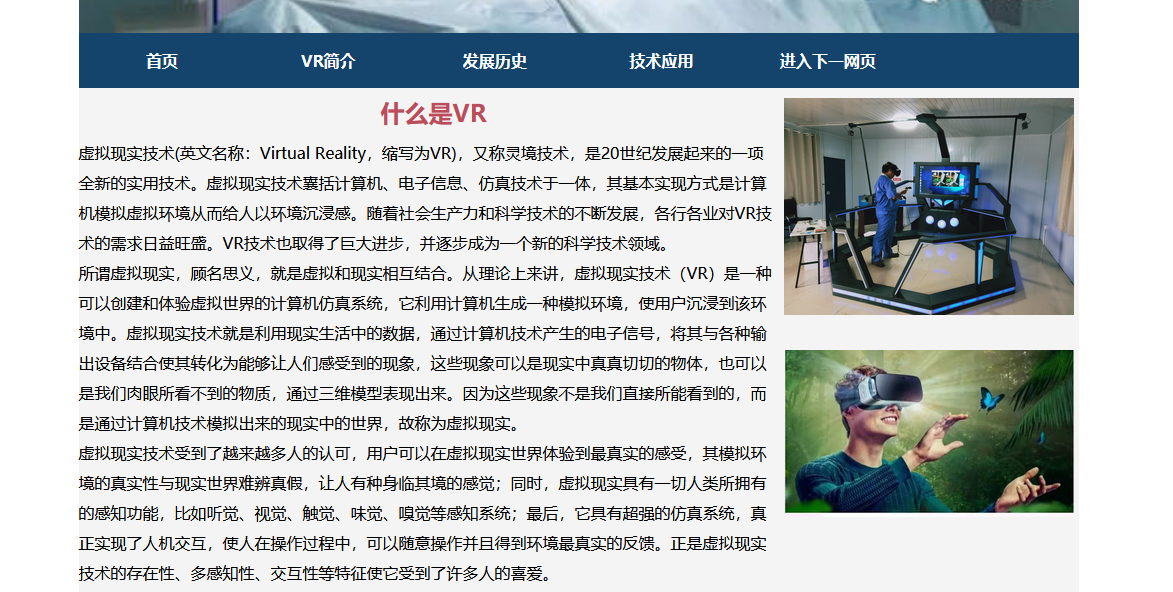 首页 VR简介 发展历史 技术应用 进入下一网页
什么是VR
虚拟现实技术(英文名称：Virtual Reality，缩写为VR)，又称灵境技术，是20世纪发展起来的一项
全新的实用技术。虚拟现实技术囊括计算机、电子信息、仿真技术于一体，其基本实现方式是计算
机模拟虚拟环境从而给人以环境沉浸感。随着社会生产力和科学技术的不断发展，各行各业对VR技
术的需求日益旺盛。VR技术也取得了巨大进步，并逐步成为一个新的科学技术领域。
所谓虚拟现实，顾名思义，就是虚拟和现实相互结合。从理论上来讲，虚拟现实技术（VR）是一种
可以创建和体验虚拟世界的计算机仿真系统，它利用计算机生成一种模拟环境，使用户沉浸到该环
境中。虚拟现实技术就是利用现实生活中的数据，通过计算机技术产生的电子信号，将其与各种输
出设备结合使其转化为能够让人们感受到的现象，这些现象可以是现实中真真切切的物体，也可以
是我们肉眼所看不到的物质，通过三维模型表现出来。因为这些现象不是我们直接所能看到的，而
是通过计算机技术模拟出来的现实中的世界，故称为虚拟现实。
虚拟现实技术受到了越来越多人的认可，用户可以在虚拟现实世界体验到最真实的感受，其模拟环
境的真实性与现实世界难辨真假，让人有种身临其境的感觉；同时，虚拟现实具有一切人类所拥有
的感知功能，比如听觉、视觉、触觉、味觉、嗅觉等感知系统；最后，它具有超强的仿真系统，真
正实现了人机交互，使人在操作过程中，可以随意操作并且得到环境最真实的反馈。正是虚拟现实
技术的存在性、多感知性、交互性等特征使它受到了许多人的喜爱。